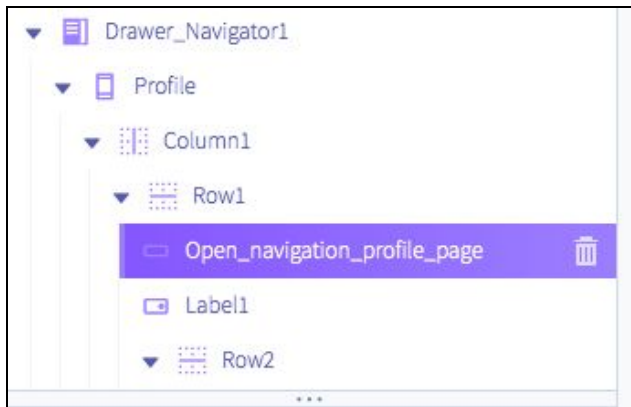 Drawer_Navigator1
Profile
Column1
Row1
Open_navigation_profile_page
Label1
Row2